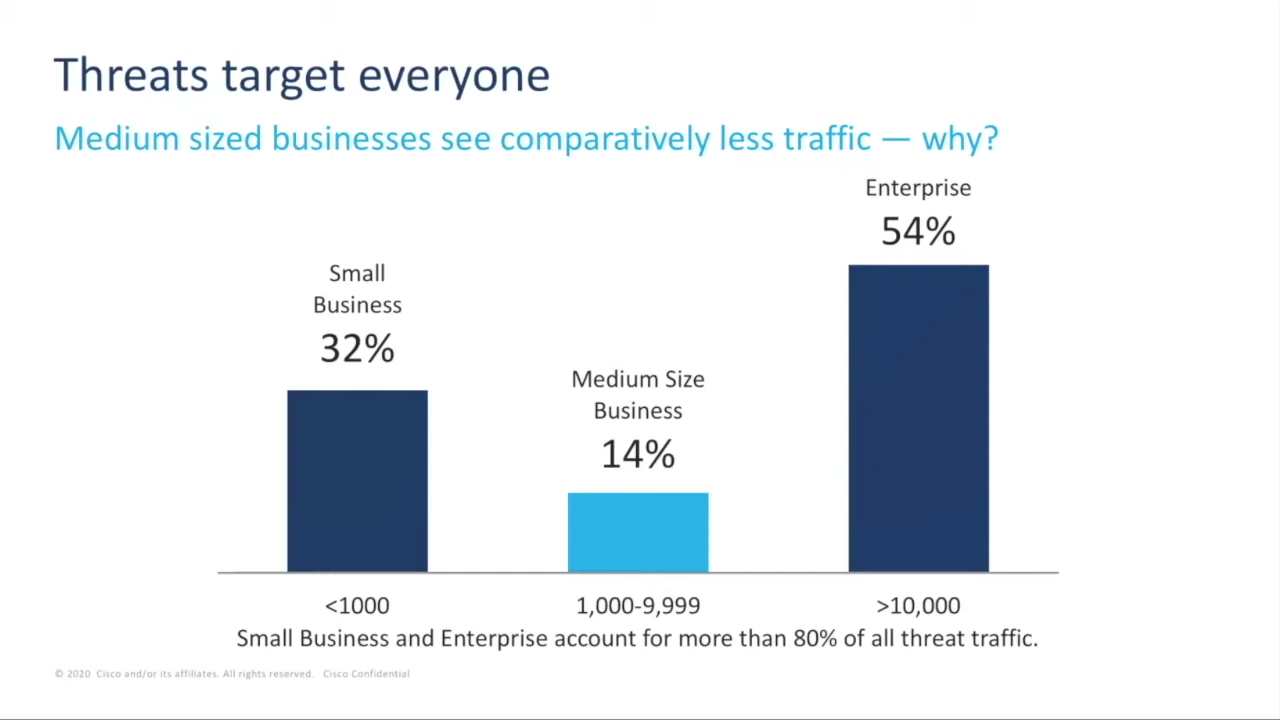 Threats target everyone
Medium sized businesses see comparatively less traffic — why?
Small
Business
32%
Medium Size
Business
14%
Enterprise
54%
<1000
1,000-9,999
>10,000
Small Business and Enterprise account for more than 80% of all threat traffic.
© 2020 Cisco and/or its affiliates. All rights reserved. Cisco Confidential